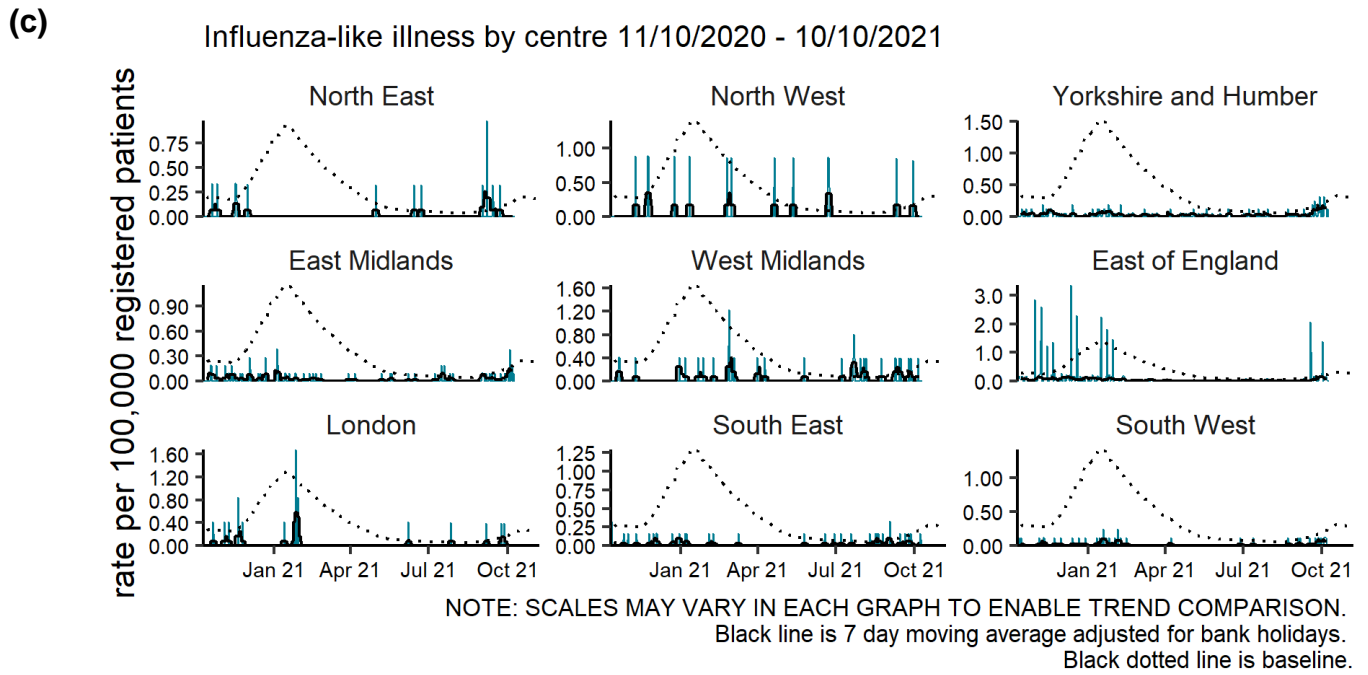 (c)
Influenza-like illness by centre 11/10/2020 - 10/10/2021
rate per 100,000 registered patients
North East
0.75
0.50
0.25
0.00
North West
1.00
0.50
0.00
Yorkshire and Humber
1.50
1.00
0.50
0.00
East Midlands
0.90
0.60
0.30
0.00
West Midlands
1.60
1.20
0.80
0.40
0.00
East of England
3.0
2.0
1.0
0.0
London
1.60
1.20
0.80
0.40
0.00
Jan 21 Apr 21 Jul 21 Oct 21
South East
1.25
1.00
0.75
0.50
0.25
0.00
Jan 21 Apr 21 Jul 21 Oct 21
South West
1.00
0.50
0.00
Jan 21 Apr 21 Jul 21 Oct 21
NOTE: SCALES MAY VARY IN EACH GRAPH TO ENABLE TREND COMPARISON.
Black line is 7 day moving average adjusted for bank holidays.
Black dotted line is baseline.